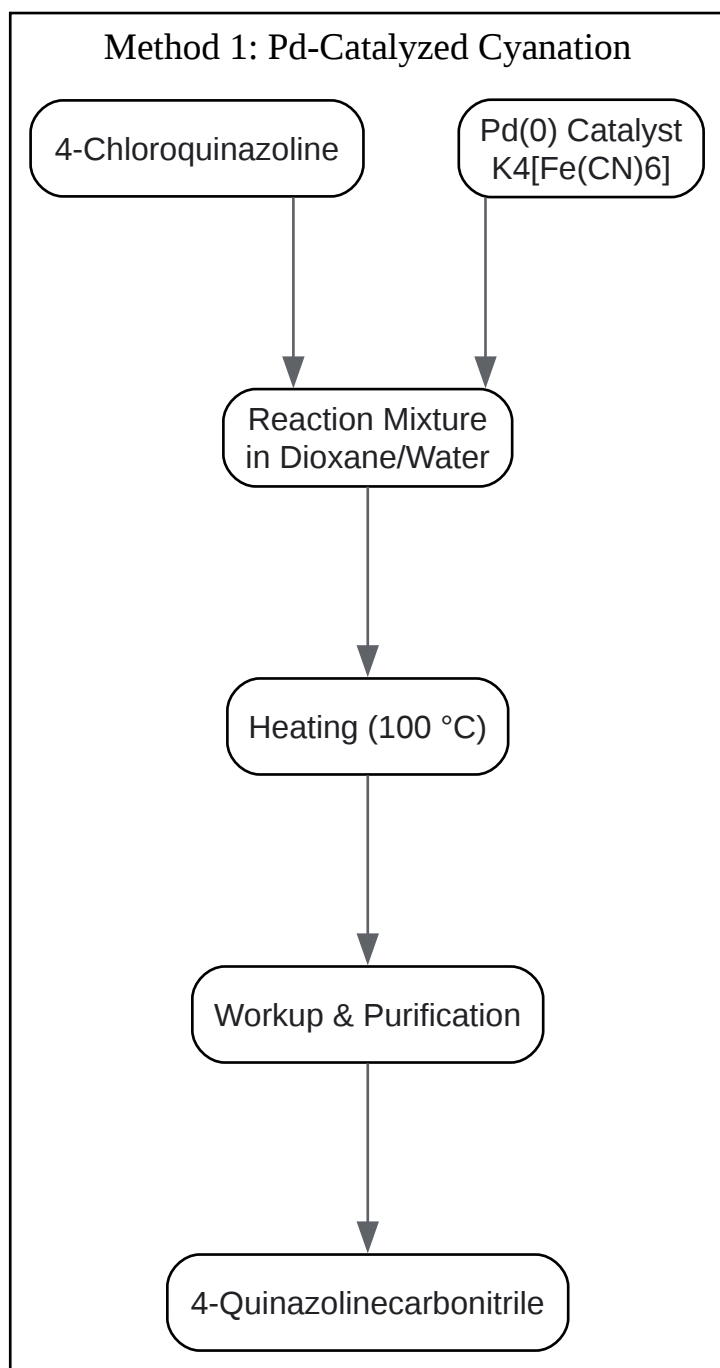 Method 1: Pd-Catalyzed Cyanation
4-Chloroquinazoline
Pd(0) Catalyst
K4[Fe(CN)6]
Reaction Mixture
in Dioxane/Water
Heating (100 °C)
Workup & Purification
4-Quinazolinecarbonitrile